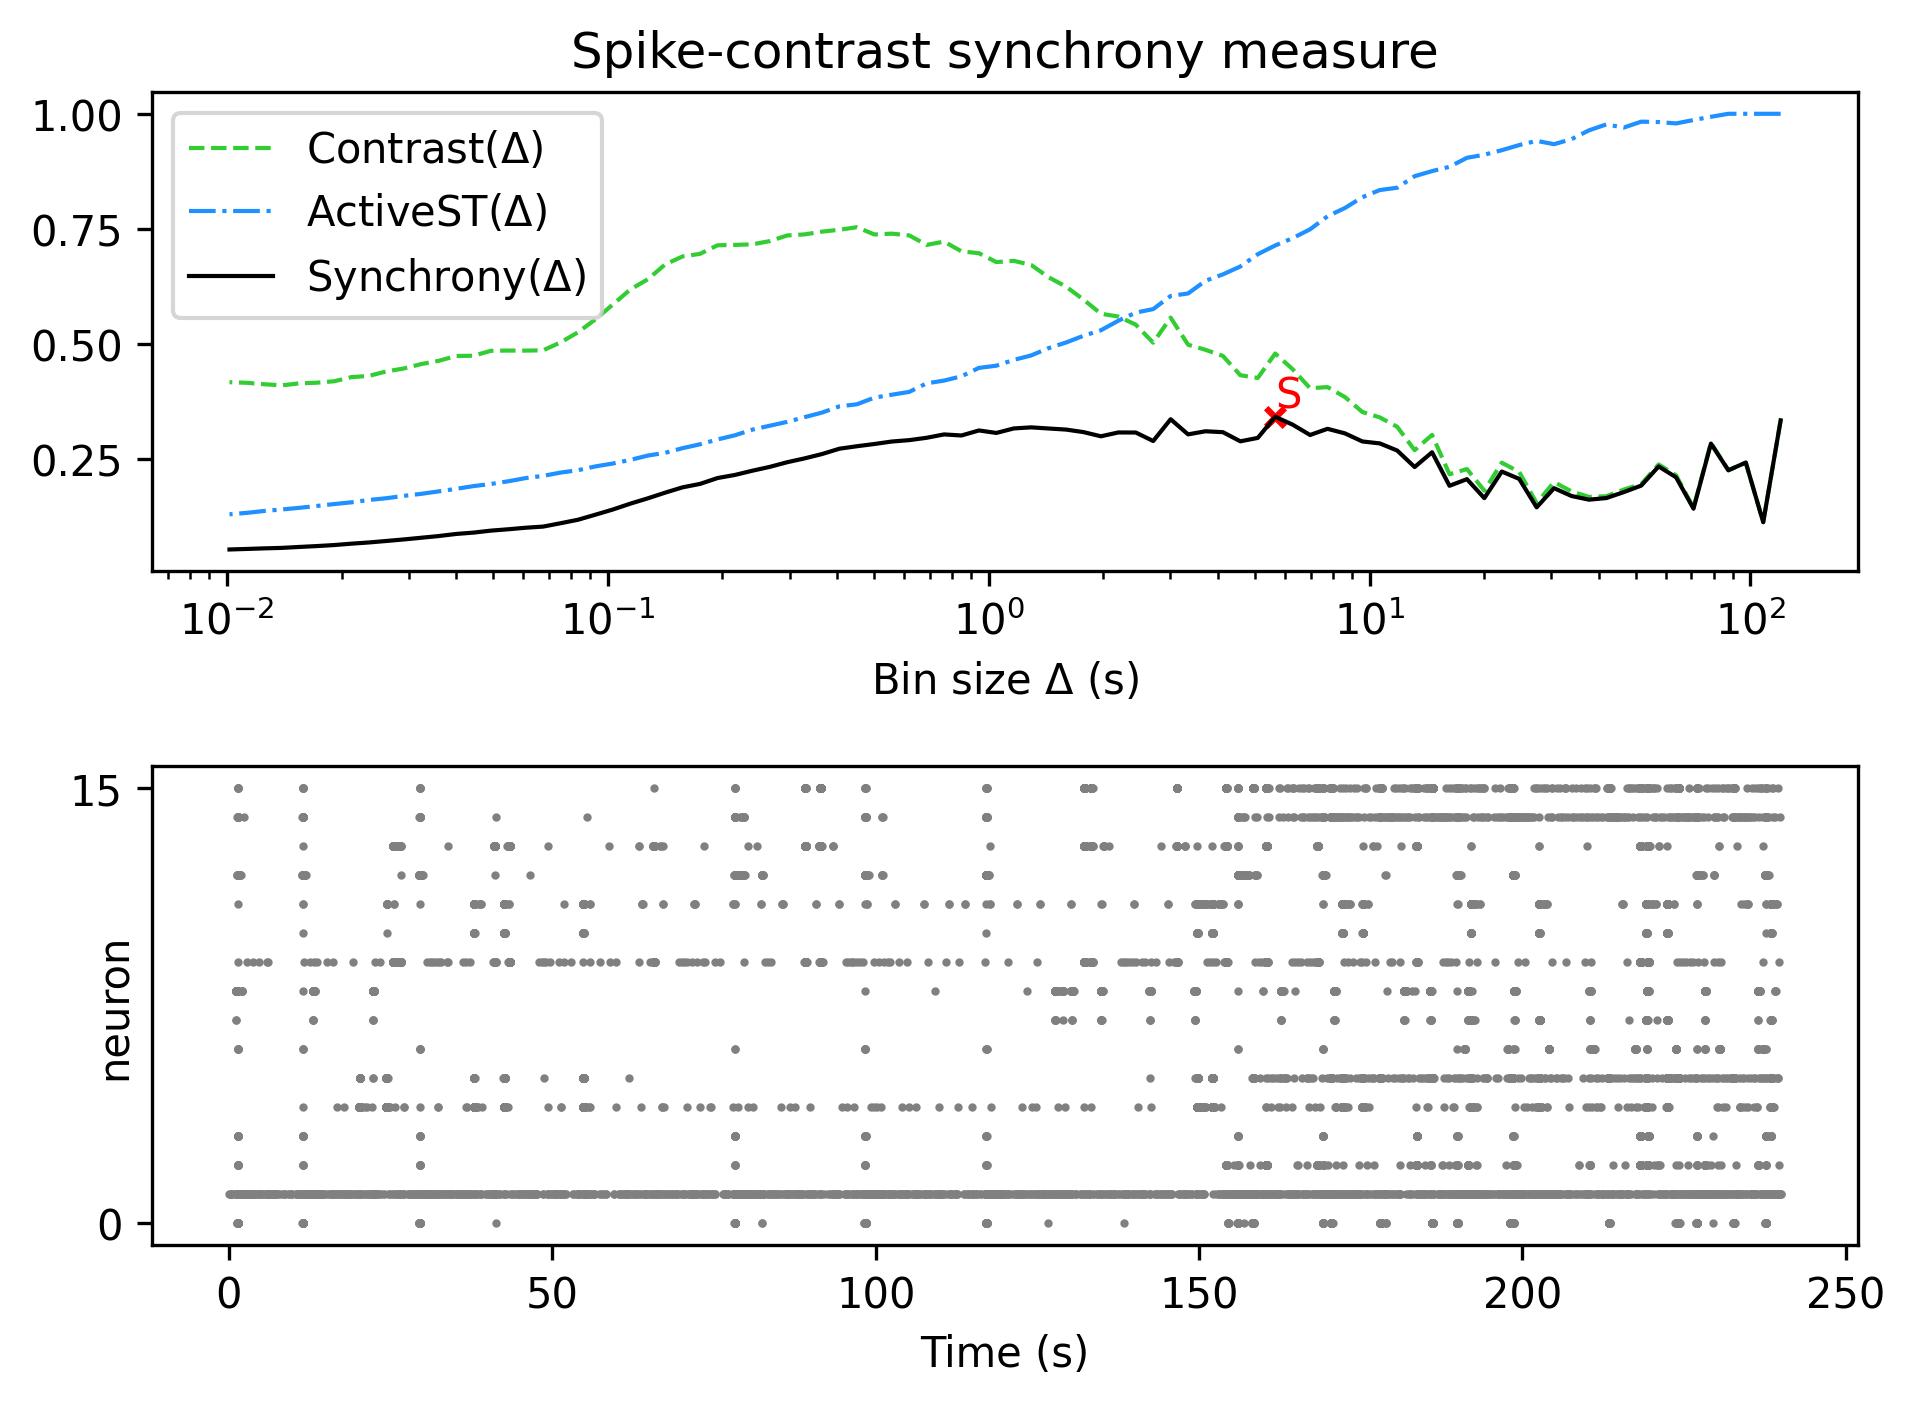 Spike-contrast synchrony measure
1.00
0.75
0.50
0.25
Contrast(Δ)
ActiveST(Δ)
Synchrony(Δ)
S
10⁻² 10⁻¹ 10⁰ 10¹ 10²
Bin size Δ (s)
15
neuron
0
0 50 100 150 200 250
Time (s)